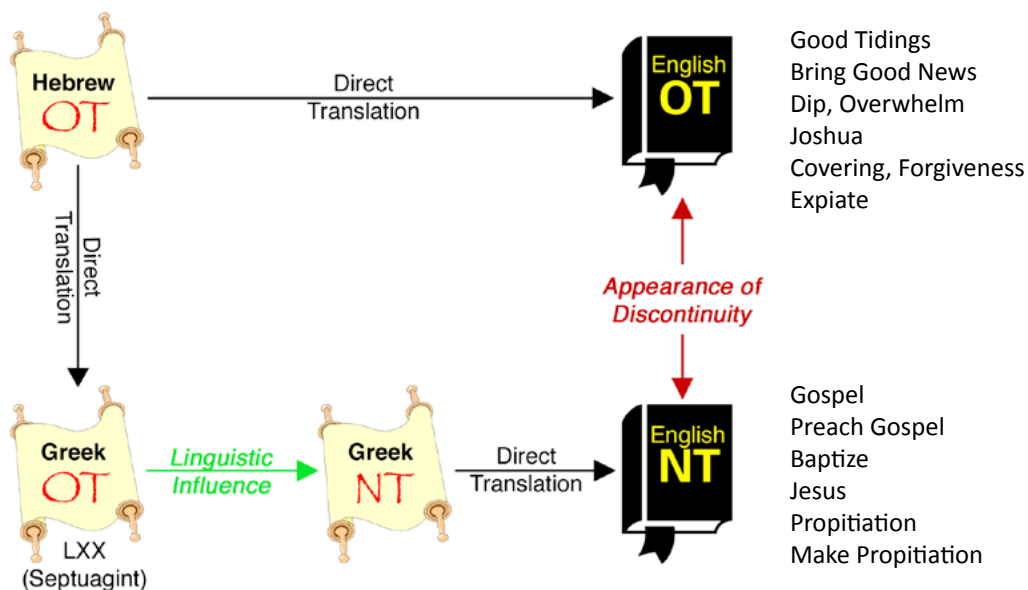 Hebrew
OT
Direct
Translation
English
OT
Good Tidings
Bring Good News
Dip, Overwhelm
Joshua
Covering, Forgiveness
Expiate
Direct
Translation
Appearance of
Discontinuity
Greek
OT
LXX
(Septuagint)
Linguistic
Influence
Greek
NT
Direct
Translation
English
NT
Gospel
Preach Gospel
Baptize
Jesus
Propitiation
Make Propitiation